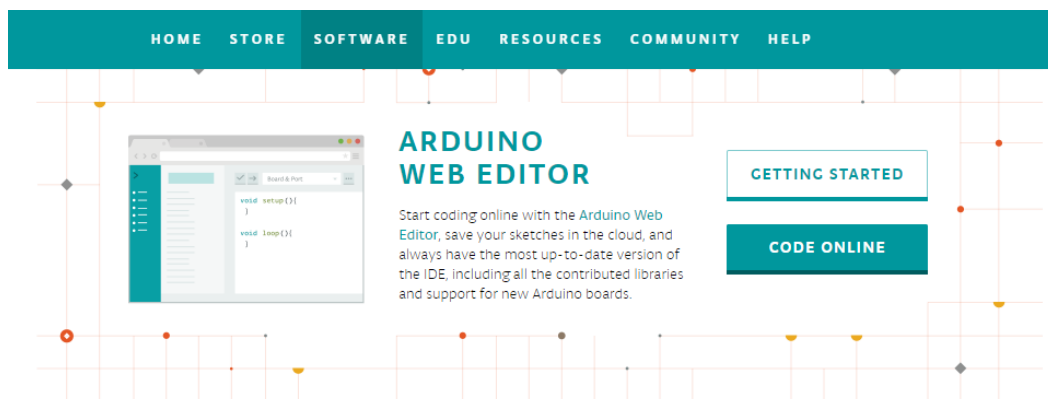 HOME STORE SOFTWARE EDU RESOURCES COMMUNITY HELP
Board & Port
void setup(){
}
void loop(){
}
ARDUINO
WEB EDITOR
Start coding online with the Arduino Web
Editor, save your sketches in the cloud, and
always have the most up-to-date version of
the IDE, including all the contributed libraries
and support for new Arduino boards.
GETTING STARTED
CODE ONLINE